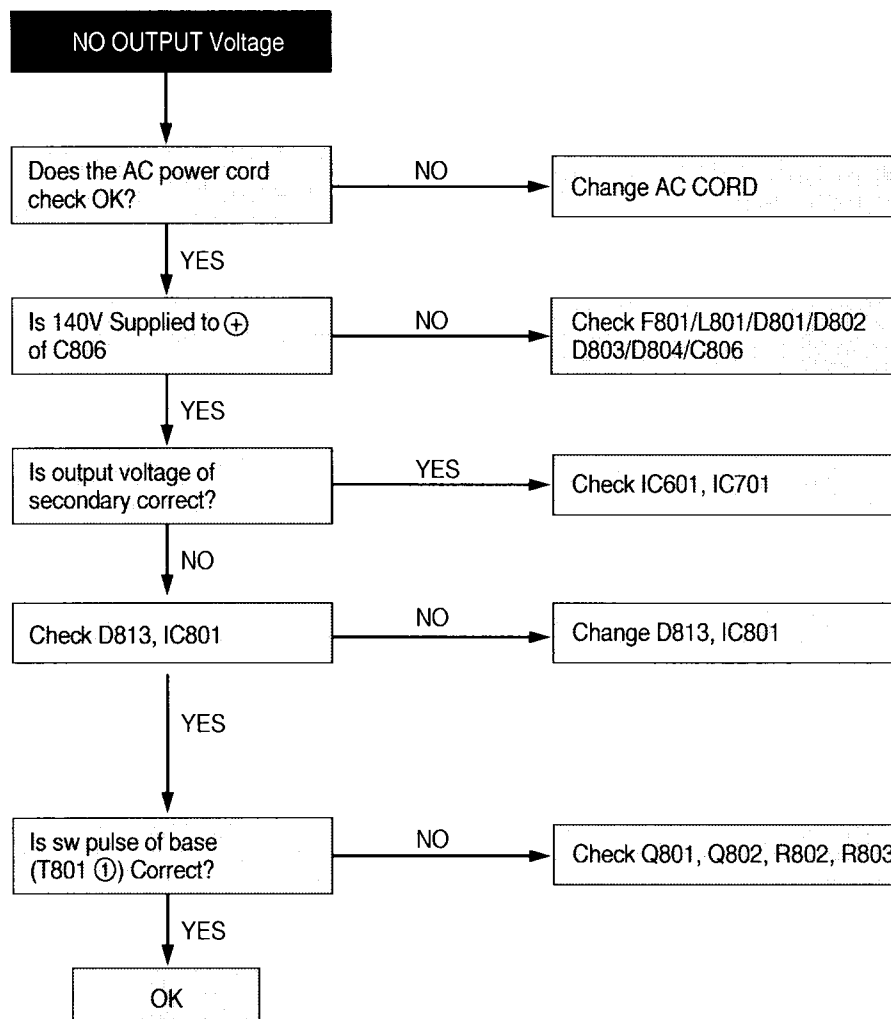 NO OUTPUT Voltage
Does the AC power cord
check OK?
NO
Change AC CORD
YES
Is 140V Supplied to ⊕
of C806
NO
Check F801/L801/D801/D802
D803/D804/C806
YES
Is output voltage of
secondary correct?
YES
Check IC601, IC701
NO
Check D813, IC801
NO
Change D813, IC801
YES
Is sw pulse of base
(T801 ①) Correct?
NO
Check Q801, Q802, R802, R803
YES
OK